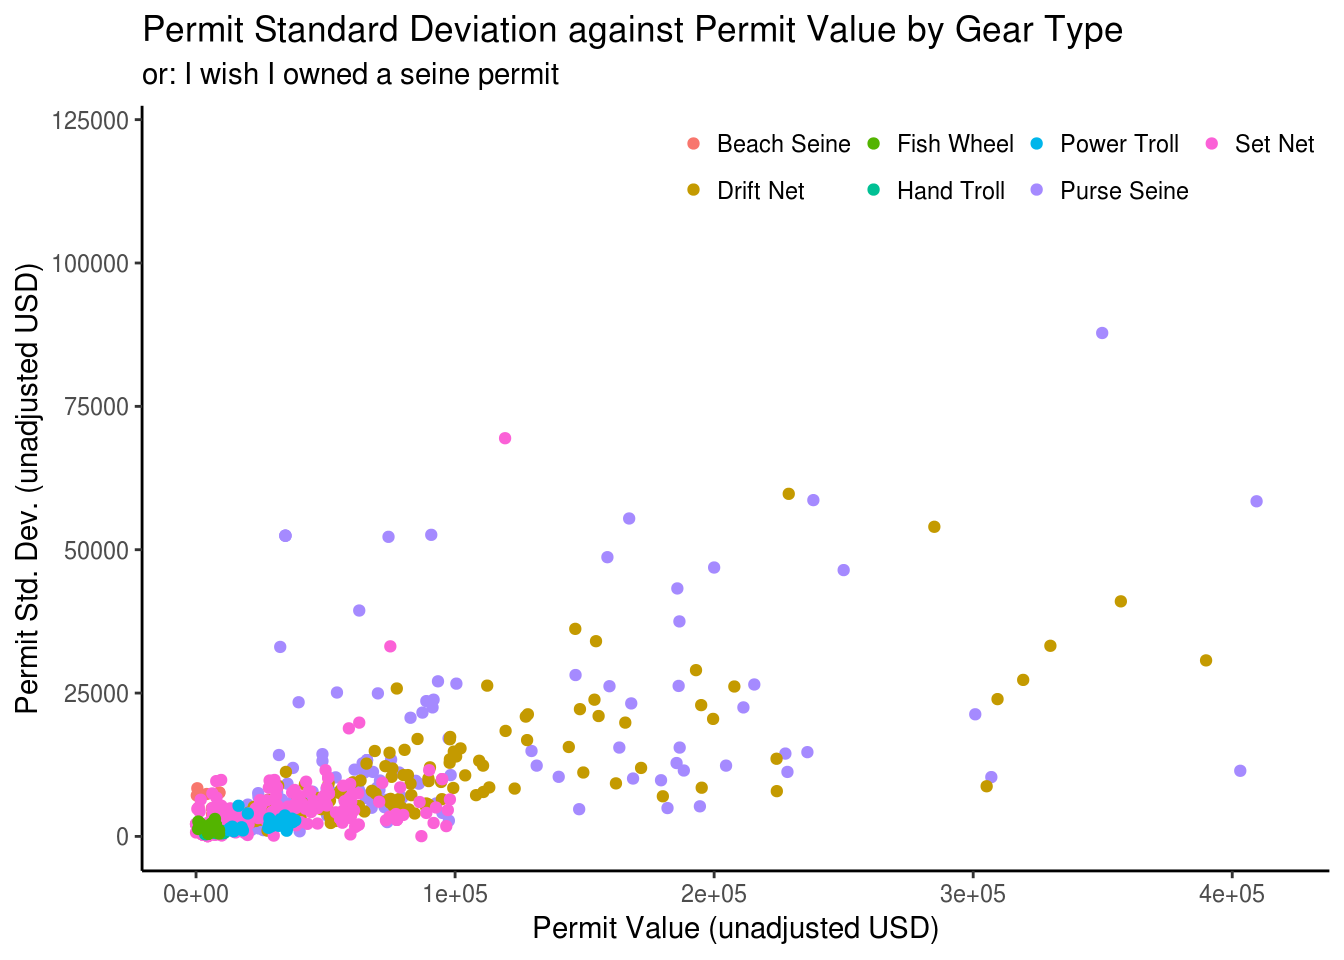 Permit Standard Deviation against Permit Value by Gear Type
or: I wish I owned a seine permit
Permit Std. Dev. (unadjusted USD)
125000
100000
75000
50000
25000
0
Beach Seine Fish Wheel Power Troll Set Net
Drift Net Hand Troll Purse Seine
0e+00 1e+05 2e+05 3e+05 4e+05
Permit Value (unadjusted USD)